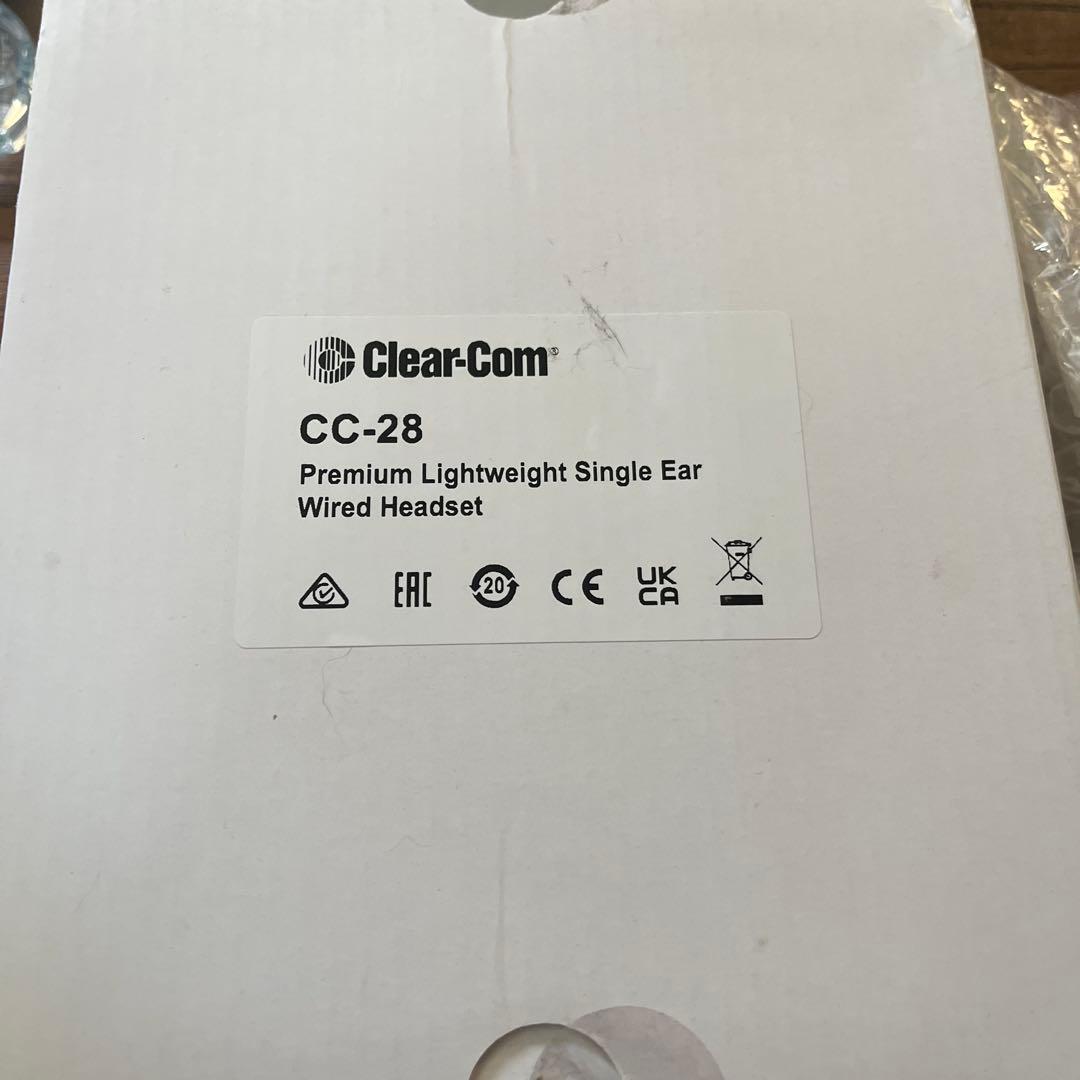 Clear-Com®
CC-28
Premium Lightweight Single Ear
Wired Headset
EAC 20 CE UK
CA